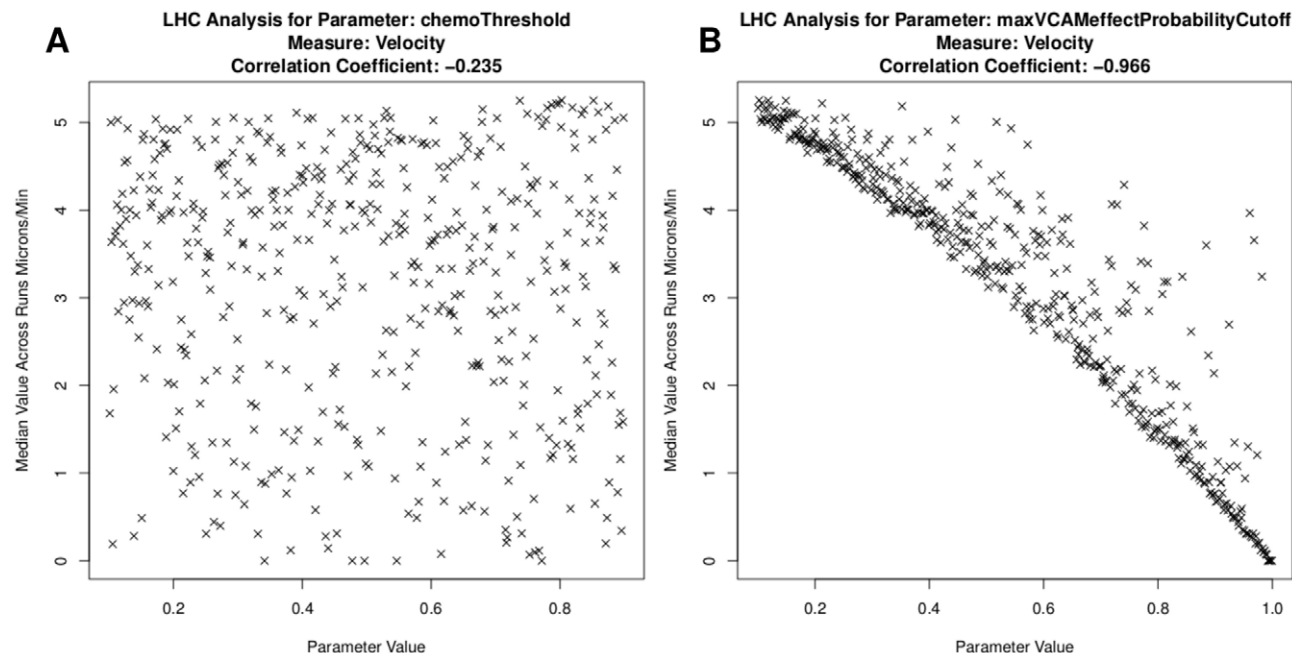 A
LHC Analysis for Parameter: chemoThreshold
Measure: Velocity
Correlation Coefficient: −0.235
Median Value Across Runs Microns/Min
5
4
3
2
1
0
0.2 0.4 0.6 0.8
Parameter Value
B
LHC Analysis for Parameter: maxVCAMeffectProbabilityCutoff
Measure: Velocity
Correlation Coefficient: −0.966
Median Value Across Runs Microns/Min
5
4
3
2
1
0
0.2 0.4 0.6 0.8 1.0
Parameter Value